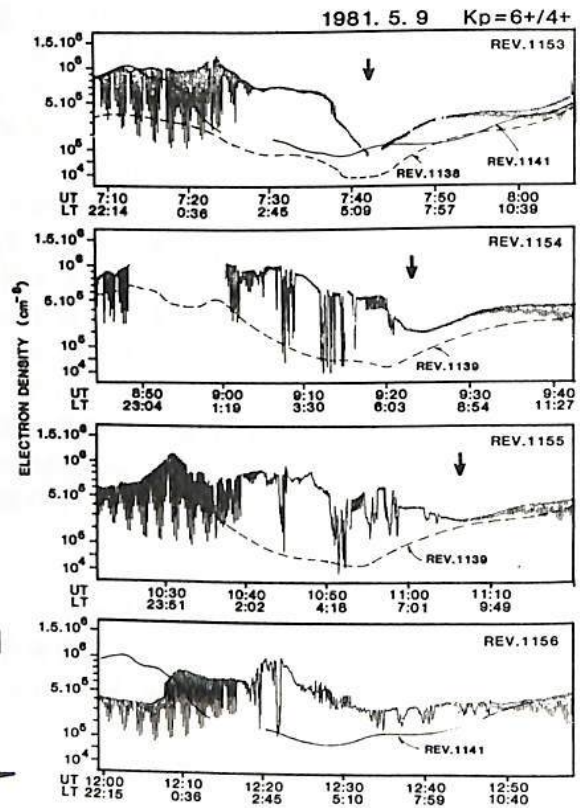 1981. 5. 9 Kp=6+/4+
REV.1153
1.5.10⁶
10⁶
5.10⁵
10⁵
10⁴
REV.1138
REV.1141
UT 7:10 7:20 7:30 7:40 7:50 8:00
LT 22:14 0:36 2:45 5:09 7:57 10:39
REV.1154
1.5.10⁶
10⁶
5.10⁵
10⁵
10⁴
REV.1139
UT 8:50 9:00 9:10 9:20 9:30 9:40
LT 23:04 1:19 3:30 6:03 8:54 11:27
ELECTRON DENSITY (cm⁻³)
REV.1155
1.5.10⁶
10⁶
5.10⁵
10⁵
10⁴
REV.1139
UT 10:30 10:40 10:50 11:00 11:10
LT 23:51 2:02 4:16 7:01 9:49
REV.1156
1.5.10⁶
10⁶
5.10⁵
10⁵
10⁴
REV.1141
UT 12:00 12:10 12:20 12:30 12:40 12:50
LT 22:15 0:36 2:45 5:10 7:59 10:40